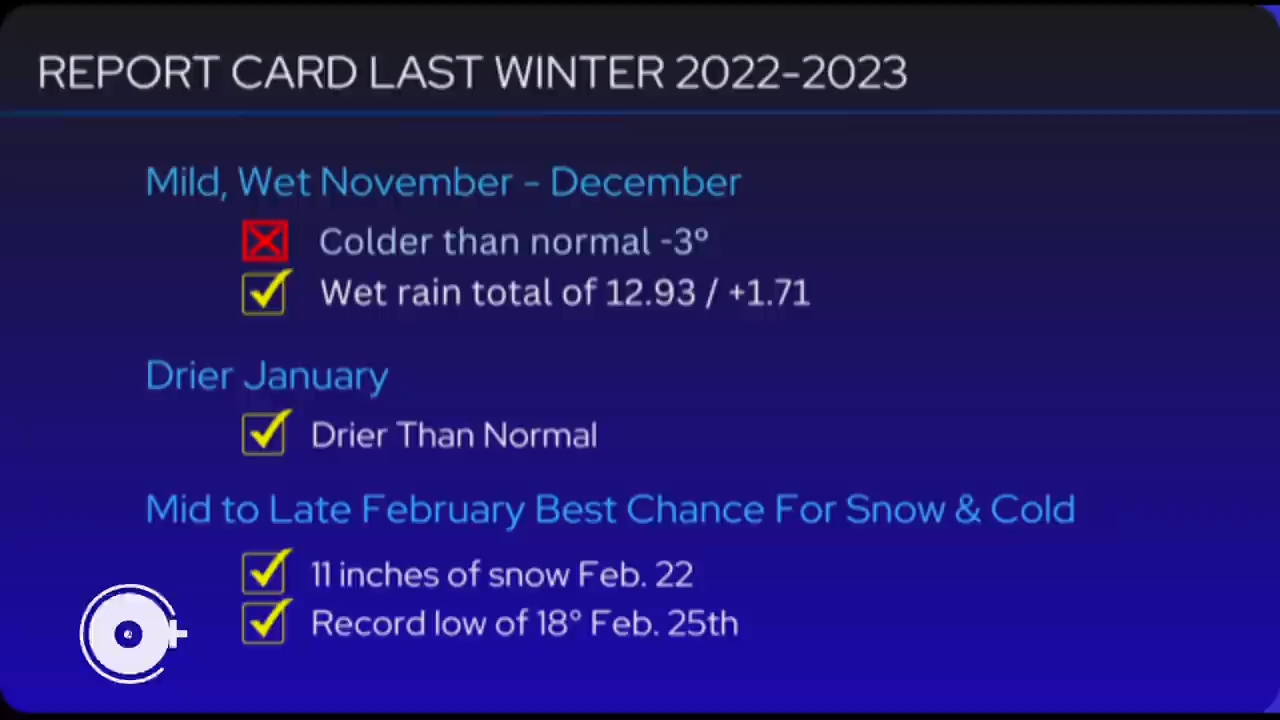 REPORT CARD LAST WINTER 2022-2023
Mild, Wet November - December
Colder than normal -3°
Wet rain total of 12.93 / +1.71
Drier January
Drier Than Normal
Mid to Late February Best Chance For Snow & Cold
11 inches of snow Feb. 22
Record low of 18° Feb. 25th